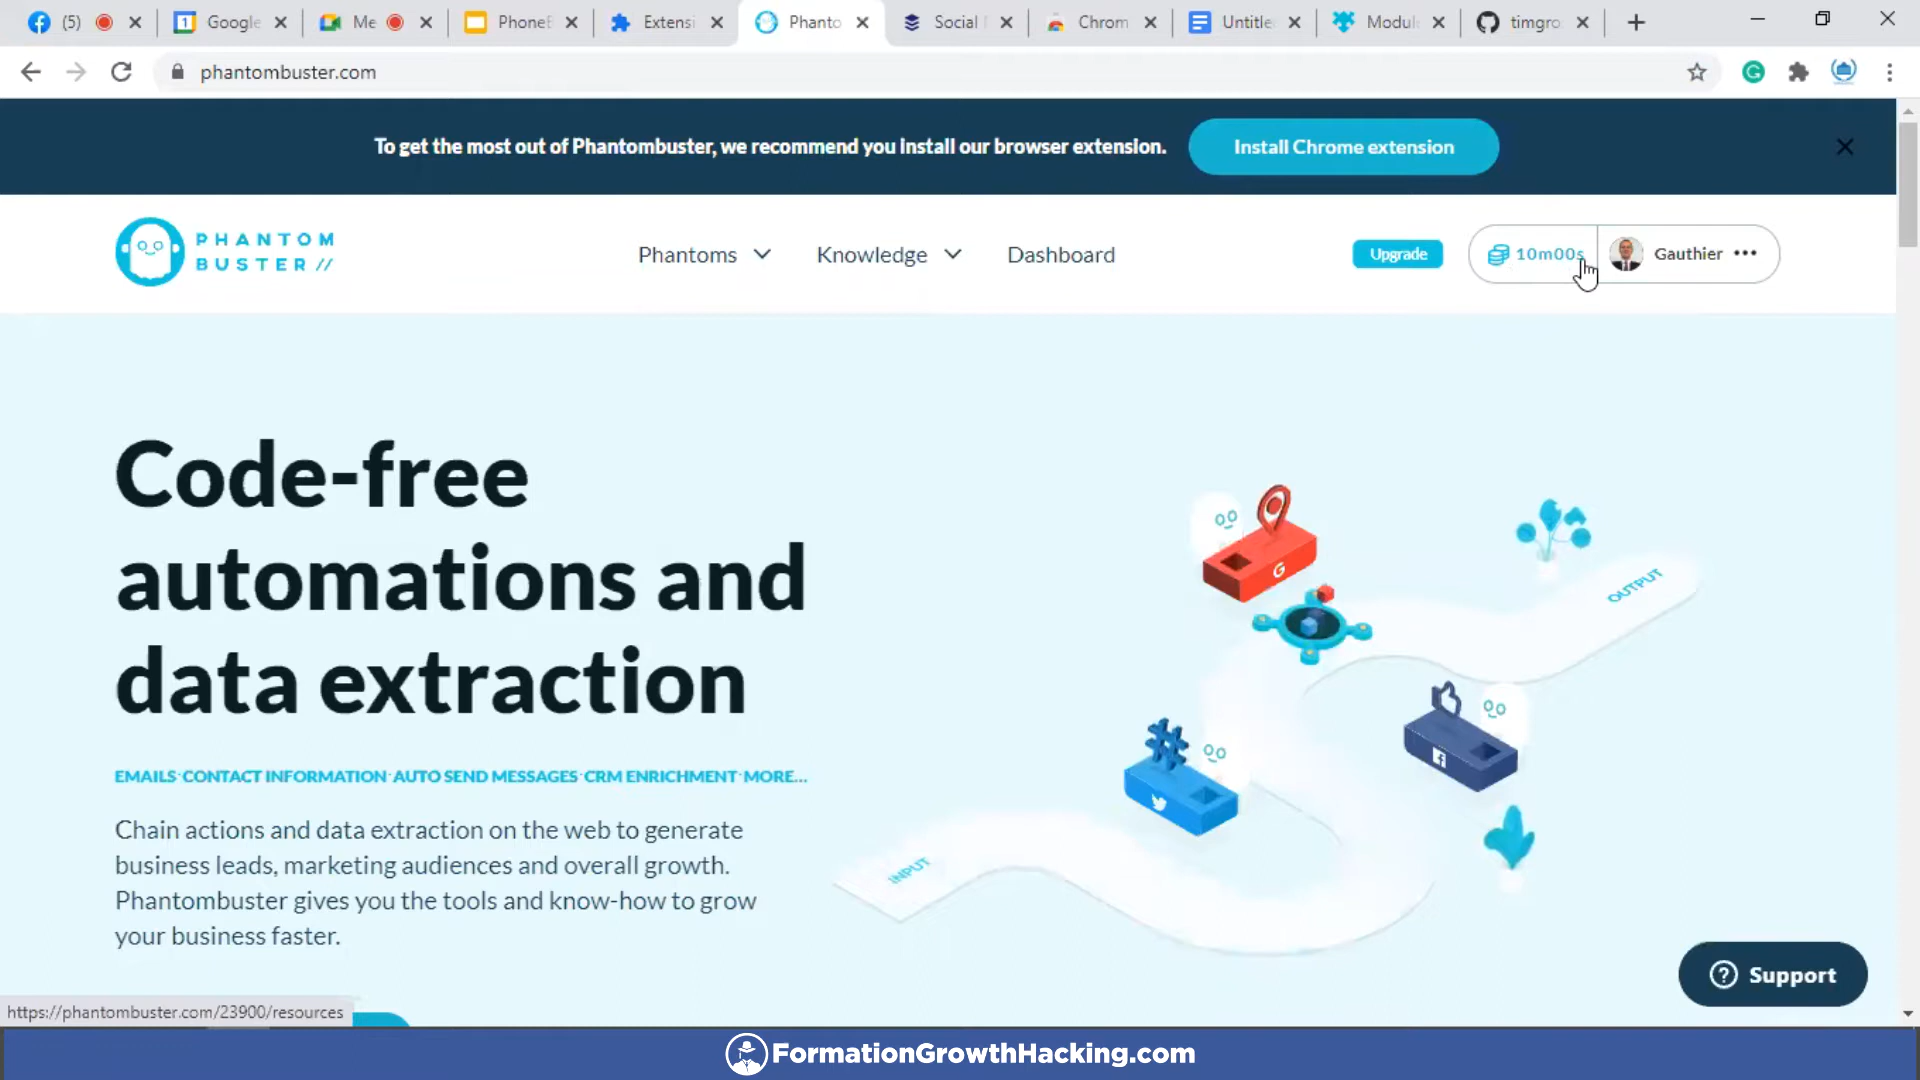 (5)
Google
Me
PhoneB
Extensi
Phanto
Social
Chrom
Untitle
Modul
timgro
phantombuster.com
To get the most out of Phantombuster, we recommend you install our browser extension.
Install Chrome extension
PHANTOM
BUSTER //
Phantoms
Knowledge
Dashboard
Upgrade
10m00s
Gauthier
Code-free
automations and
data extraction
EMAILS · CONTACT INFORMATION · AUTO SEND MESSAGES · CRM ENRICHMENT · MORE...
Chain actions and data extraction on the web to generate
business leads, marketing audiences and overall growth.
Phantombuster gives you the tools and know-how to grow
your business faster.
INPUT
OUTPUT
Support
https://phantombuster.com/23900/resources
FormationGrowthHacking.com